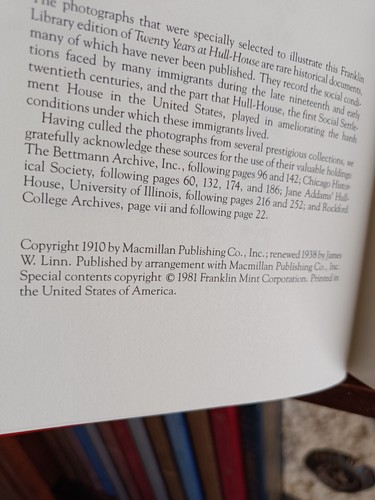 The photographs that were specially selected to illustrate this Franklin
Library edition of Twenty Years at Hull-House are rare historical documents,
many of which have never been published. They record the social condi-
tions faced by many immigrants during the late nineteenth and early
twentieth centuries, and the part that Hull-House, the first Social Settle-
ment House in the United States, played in ameliorating the harsh
conditions under which these immigrants lived.
Having culled the photographs from several prestigious collections, we
gratefully acknowledge these sources for the use of their valuable holdings:
The Bettmann Archive, Inc., following pages 96 and 142; Chicago Histor-
ical Society, following pages 60, 132, 174, and 186; Jane Addams' Hull-
House, University of Illinois, following pages 216 and 252; and Rockford
College Archives, page vii and following page 22.
Copyright 1910 by Macmillan Publishing Co., Inc.; renewed 1938 by James
W. Linn. Published by arrangement with Macmillan Publishing Co., Inc.
Special contents copyright © 1981 Franklin Mint Corporation. Printed in
the United States of America.